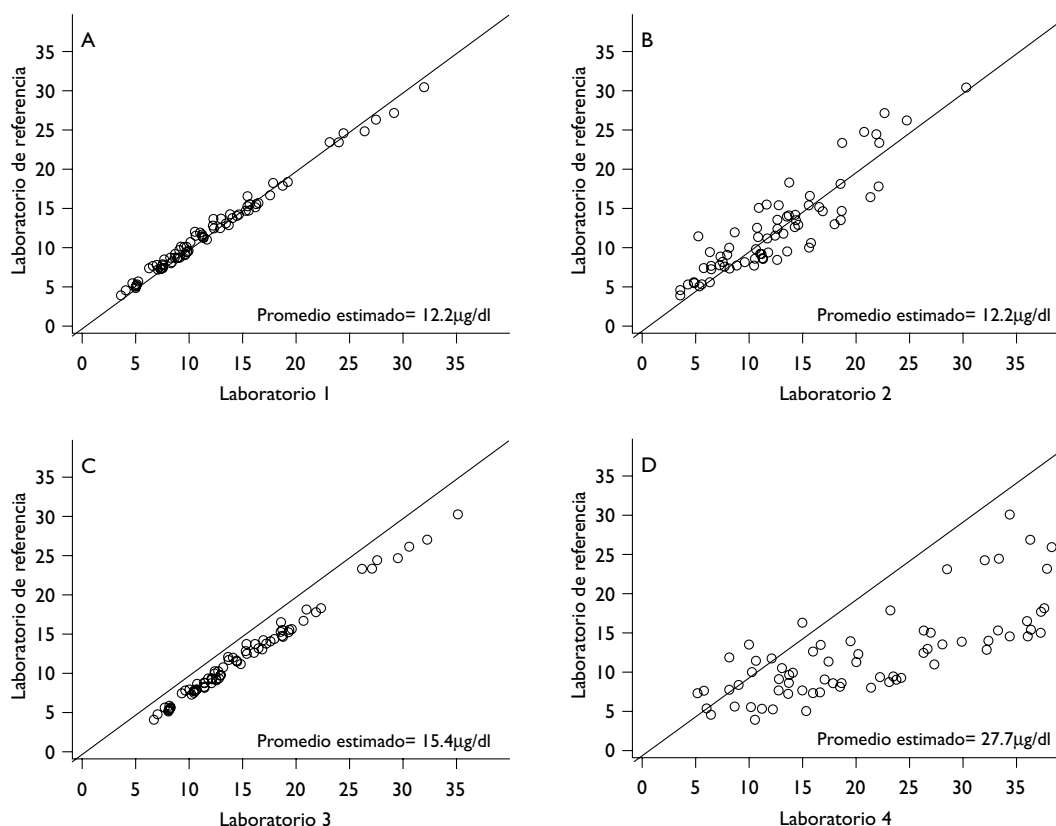 A
Laboratorio de referencia
35
30
25
20
15
10
5
0
Promedio estimado= 12.2µg/dl
0 5 10 15 20 25 30 35
Laboratorio 1
B
Laboratorio de referencia
35
30
25
20
15
10
5
0
Promedio estimado= 12.2µg/dl
0 5 10 15 20 25 30 35
Laboratorio 2
C
Laboratorio de referencia
35
30
25
20
15
10
5
0
Promedio estimado= 15.4µg/dl
0 5 10 15 20 25 30 35
Laboratorio 3
D
Laboratorio de referencia
35
30
25
20
15
10
5
0
Promedio estimado= 27.7µg/dl
0 5 10 15 20 25 30 35
Laboratorio 4